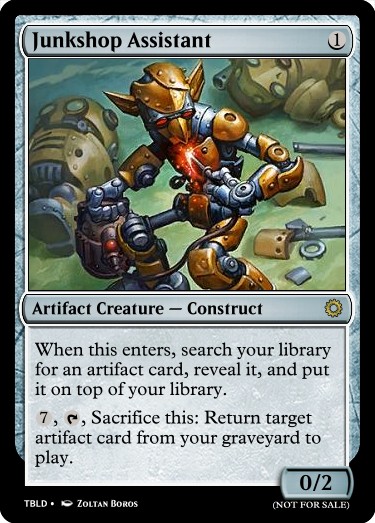 Junkshop Assistant 1
Artifact Creature — Construct
When this enters, search your library
for an artifact card, reveal it, and put
it on top of your library.
7, , Sacrifice this: Return target
artifact card from your graveyard to
play.
0/2
TBLD • Zoltan Boros
(NOT FOR SALE)